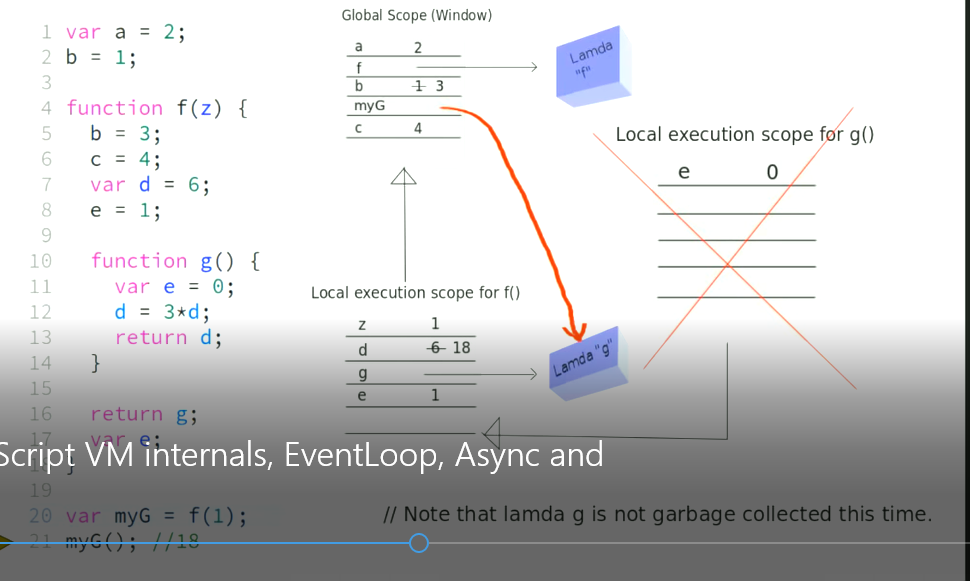 Global Scope (Window)
1 var a = 2;
2 b = 1;
3
4 function f(z) {
5 b = 3;
6 c = 4;
7 var d = 6;
8 e = 1;
9
10 function g() {
11 var e = 0;
12 d = 3*d;
13 return d;
14 }
15
16 return g;
17 var e;
}
19
20 var myG = f(1);
21 myG(); //18
a 2
f
b 1 3
myG
c 4
Lamda
"f"
Local execution scope for g()
e 0
Local execution scope for f()
z 1
d 6 18
g
e 1
Lamda "g"
Script VM internals, EventLoop, Async and
// Note that lamda g is not garbage collected this time.